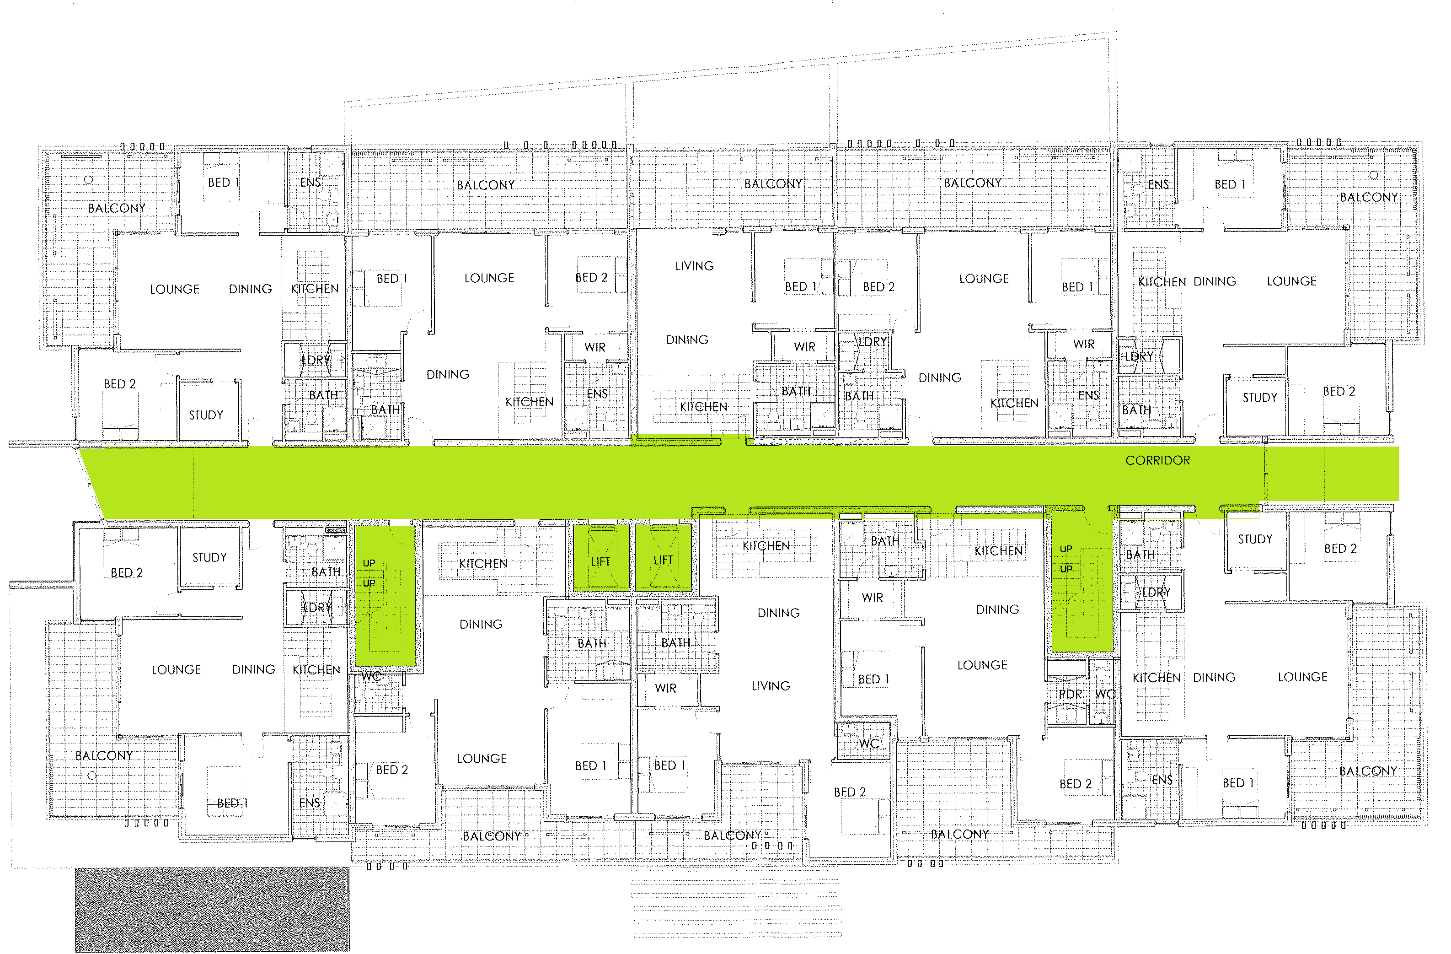 BED 1
ENS
BALCONY
BALCONY
BALCONY
BALCONY
ENS
BED 1
BALCONY
LOUNGE
DINING
KITCHEN
BED 1
LOUNGE
BED 2
LIVING
BED 1
BED 2
LOUNGE
BED 1
KITCHEN
DINING
LOUNGE
LDRY
DINING
WIR
DINING
WIR
LDRY
DINING
WIR
LDRY
BED 2
STUDY
BATH
BATH
KITCHEN
ENS
KITCHEN
BATH
BATH
KITCHEN
ENS
BATH
STUDY
BED 2
CORRIDOR
BED 2
STUDY
BATH
UP
UP
KITCHEN
LIFT
LIFT
KITCHEN
BATH
KITCHEN
UP
UP
BATH
STUDY
BED 2
LDRY
DINING
BATH
BATH
DINING
WIR
DINING
LDRY
LOUNGE
DINING
KITCHEN
WC
WIR
LIVING
BED 1
LOUNGE
PDR
WC
KITCHEN
DINING
LOUNGE
BALCONY
BED 1
ENS
BED 2
LOUNGE
BED 1
BED 1
WC
BED 2
BED 2
ENS
BED 1
BALCONY
BALCONY
BALCONY
BALCONY